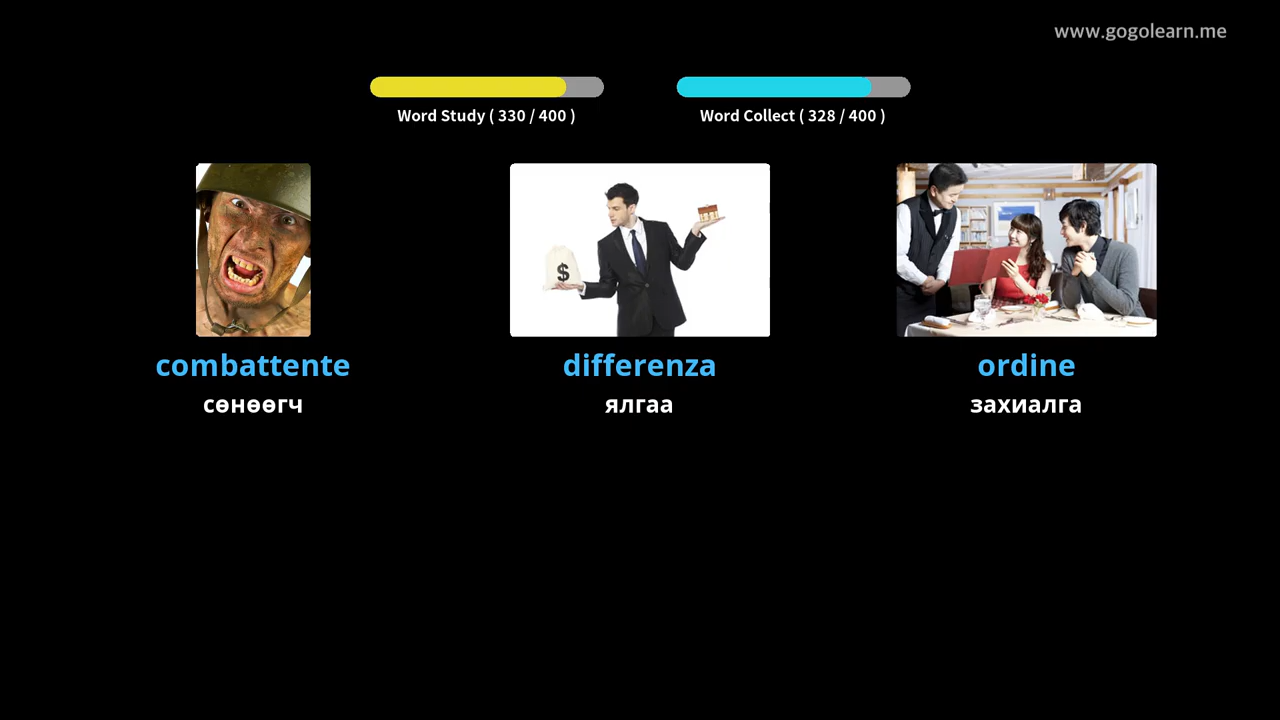 www.gogolearn.me
Word Study ( 330 / 400 )
Word Collect ( 328 / 400 )
$
combattente
differenza
ordine
сөнөөгч
ялгаа
захиалга